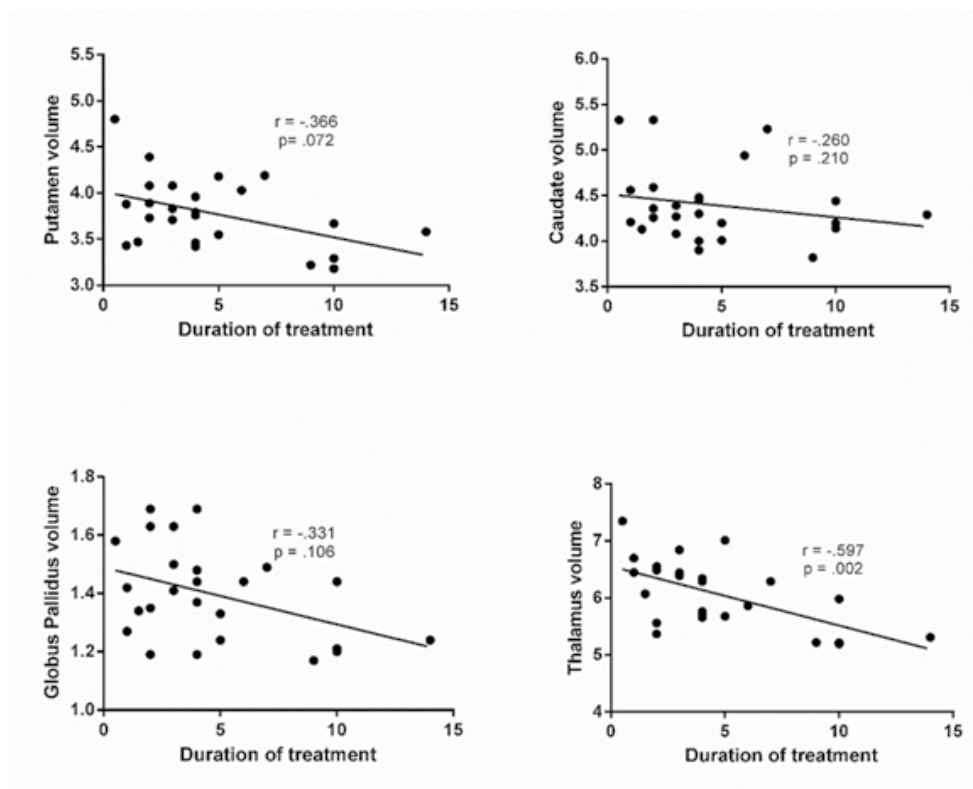 Putamen volume
5.5
5.0
4.5
4.0
3.5
3.0
0
5
10
15
r = -.366
p= .072
Duration of treatment
Caudate volume
6.0
5.5
5.0
4.5
4.0
3.5
0
5
10
15
r = -.260
p = .210
Duration of treatment
Globus Pallidus volume
1.8
1.6
1.4
1.2
1.0
0
5
10
15
r = -.331
p = .106
Duration of treatment
Thalamus volume
8
7
6
5
4
0
5
10
15
r = -.597
p = .002
Duration of treatment